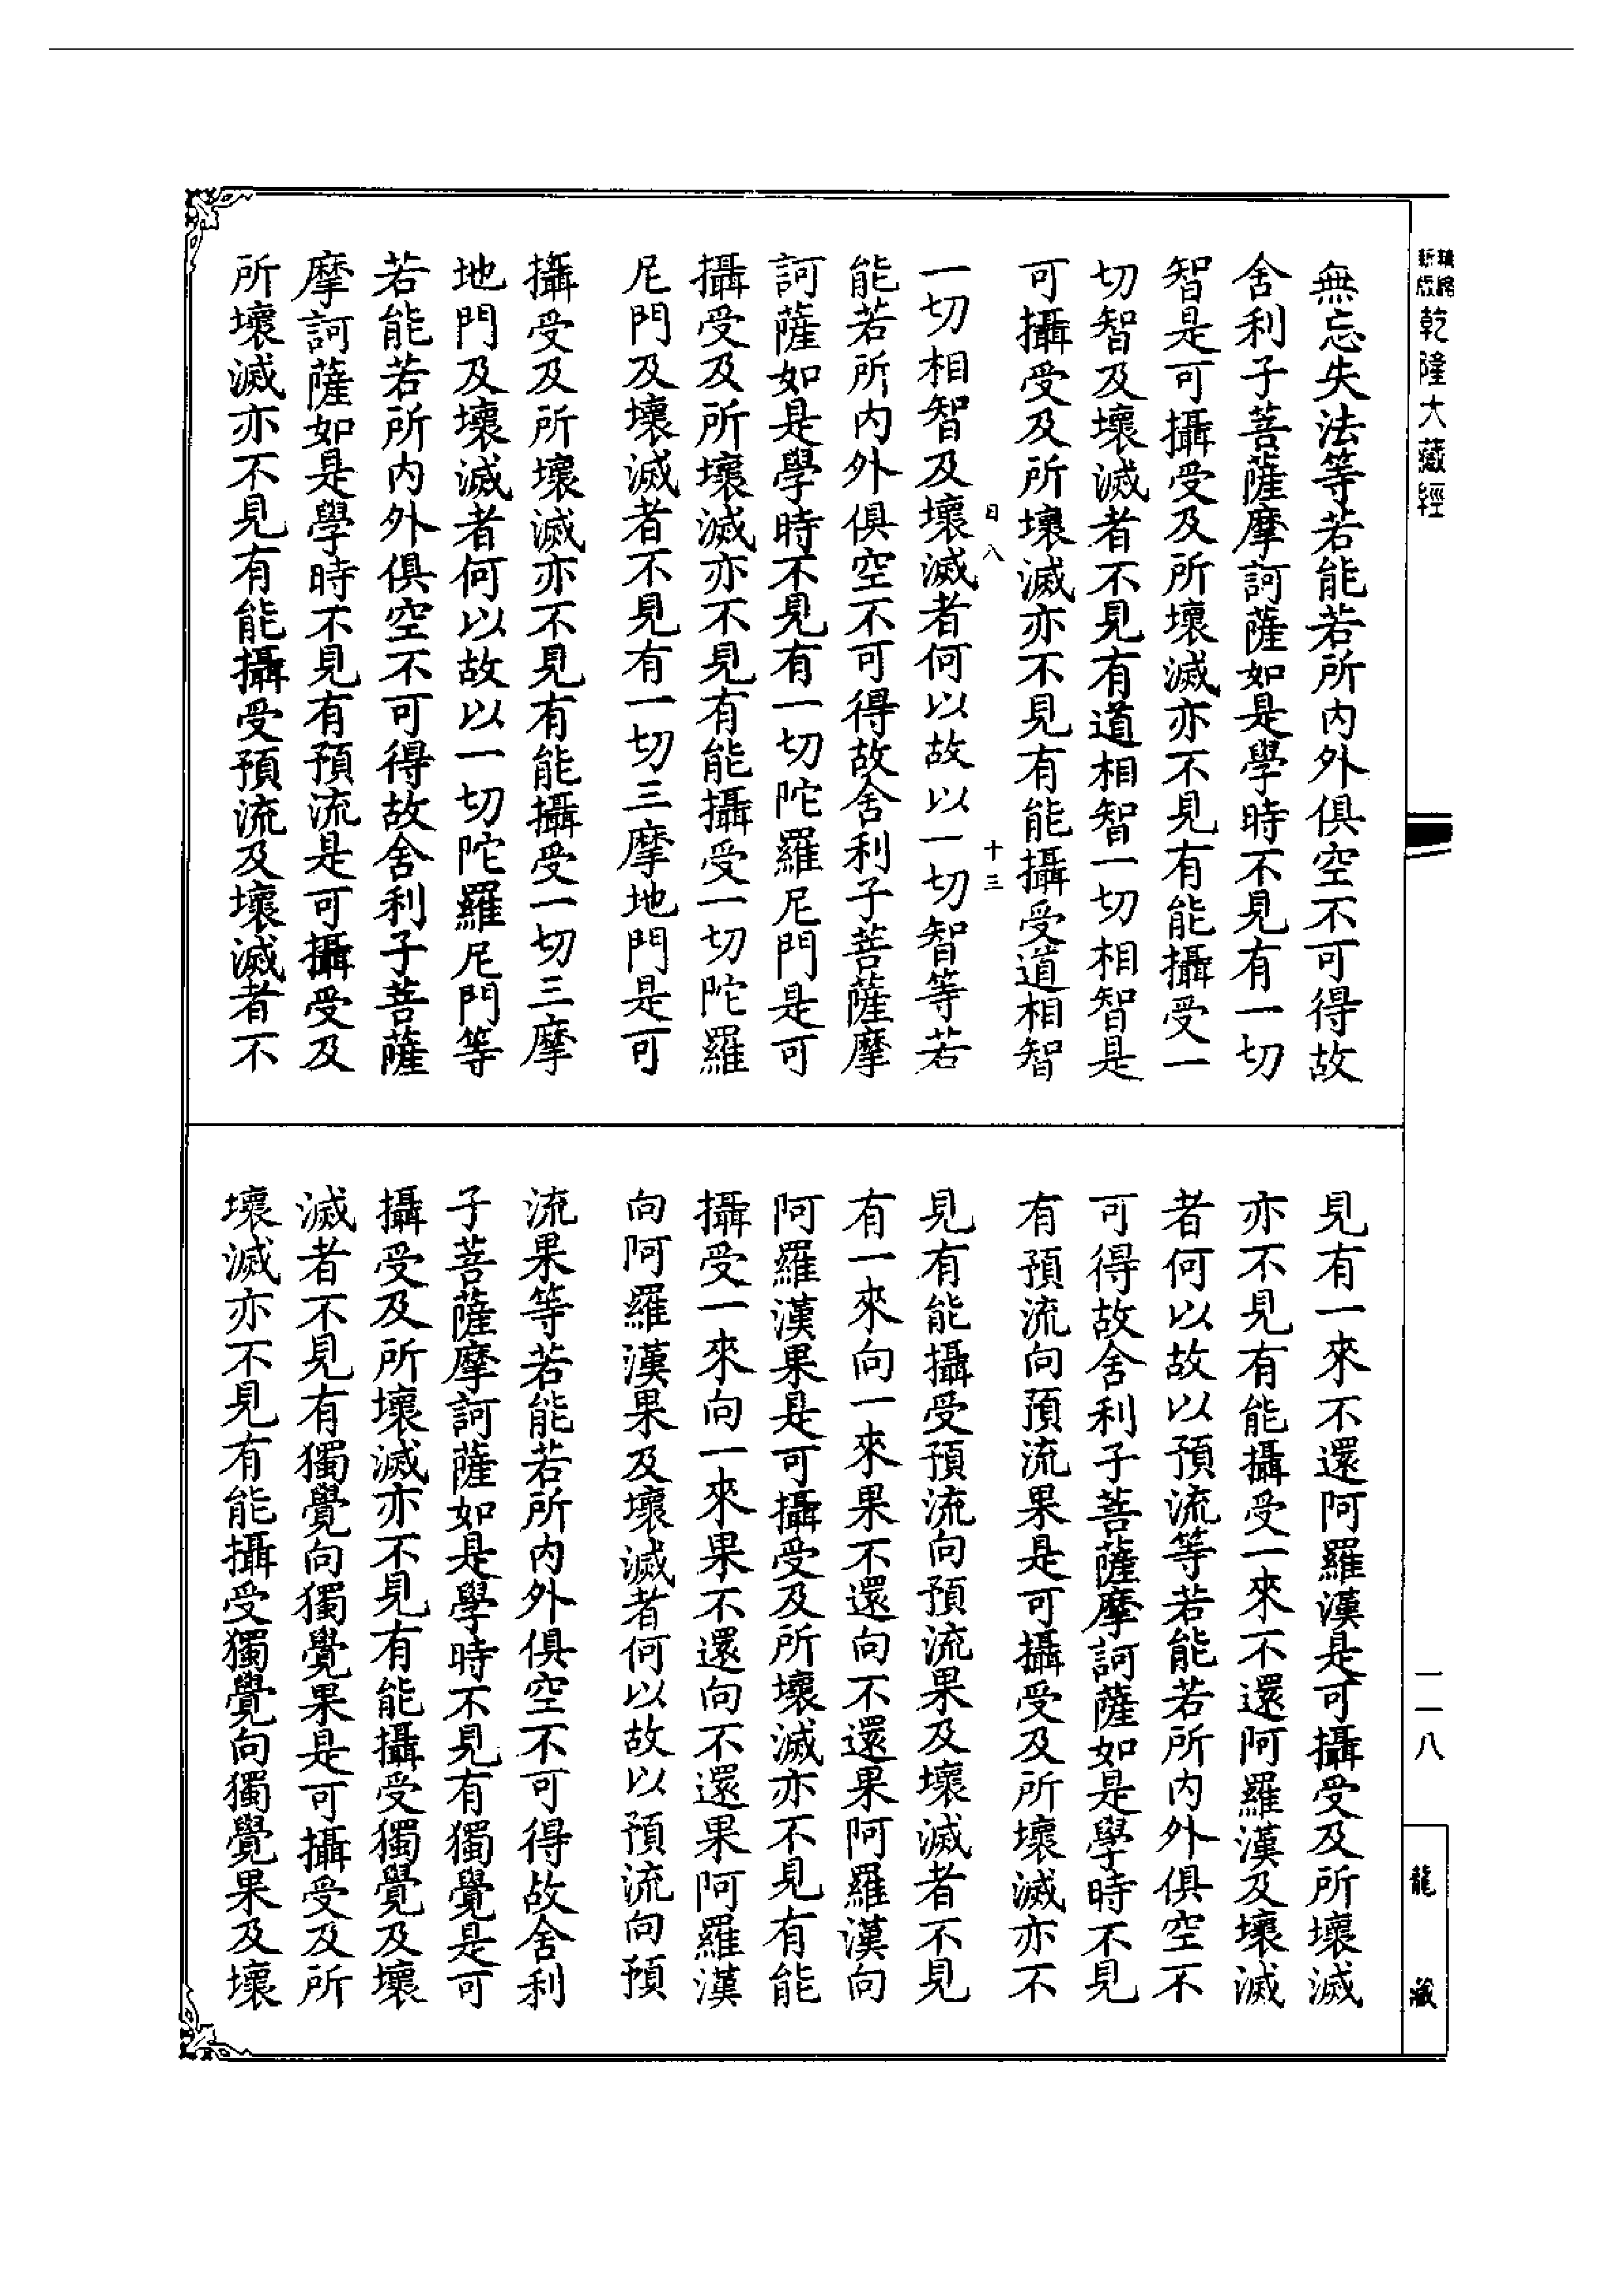 乾隆大藏經
無忘失法等若能若所內外俱空不可得故
舍利子菩薩摩訶薩如是學時不見有一切
智是可攝受及所壞滅亦不見有能攝受一
切智及壞滅者不見有道相智一切相智是
可攝受及所壞滅亦不見有能攝受道相智
日八 十三
一切相智及壞滅者何以故以一切智等若
能若所內外俱空不可得故舍利子菩薩摩
訶薩如是學時不見有一切陀羅尼門是可
攝受及所壞滅亦不見有能攝受一切陀羅
尼門及壞滅者不見有一切三摩地門是可
攝受及所壞滅亦不見有能攝受一切三摩
地門及壞滅者何以故以一切陀羅尼門等
若能若所內外俱空不可得故舍利子菩薩
摩訶薩如是學時不見有預流是可攝受及
所壞滅亦不見有能攝受預流及壞滅者不
見有一來不還阿羅漢是可攝受及所壞滅
亦不見有能攝受一來不還阿羅漢及壞滅
者何以故以預流等若能若所內外俱空不
可得故舍利子菩薩摩訶薩如是學時不見
有預流向預流果是可攝受及所壞滅亦不
見有能攝受預流向預流果及壞滅者不見
有一來向一來果不還向不還果阿羅漢向
阿羅漢果是可攝受及所壞滅亦不見有能
攝受一來向一來果不還向不還果阿羅漢
向阿羅漢果及壞滅者何以故以預流向預
流果等若能若所內外俱空不可得故舍利
子菩薩摩訶薩如是學時不見有獨覺是可
攝受及所壞滅亦不見有能攝受獨覺及壞
滅者不見有獨覺向獨覺果是可攝受及所
壞滅亦不見有能攝受獨覺向獨覺果及壞
一一八
龍藏